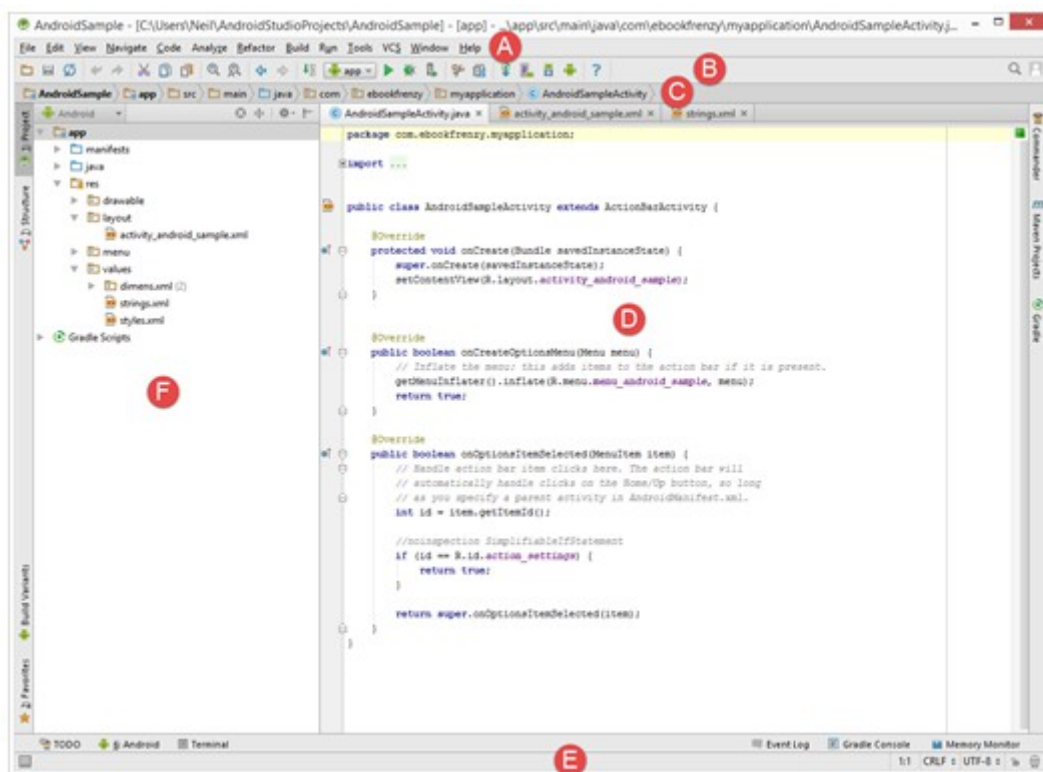 AndroidSample - [C:\Users\Neil\AndroidStudioProjects\AndroidSample] - [app] - ...\app\src\main\java\com\ebookfrenzy\myapplication\AndroidSampleActivity.j...
File Edit View Navigate Code Analyze Refactor Build Run Tools VCS Window Help
A
app
B
AndroidSample app src main java com ebookfrenzy myapplication AndroidSampleActivity
C
Android
AndroidSampleActivity.java activity_android_sample.xml strings.xml
1: Project
2: Structure
Build Variants
2: Favorites
app
manifests
java
res
drawable
layout
activity_android_sample.xml
menu
values
dimens.xml (2)
strings.xml
styles.xml
Gradle Scripts
F
package com.ebookfrenzy.myapplication;
import ...
public class AndroidSampleActivity extends ActionBarActivity {
@Override
protected void onCreate(Bundle savedInstanceState) {
super.onCreate(savedInstanceState);
setContentView(R.layout.activity_android_sample);
}
D
@Override
public boolean onCreateOptionsMenu(Menu menu) {
// Inflate the menu; this adds items to the action bar if it is present.
getMenuInflater().inflate(R.menu.menu_android_sample, menu);
return true;
}
@Override
public boolean onOptionsItemSelected(MenuItem item) {
// Handle action bar item clicks here. The action bar will
// automatically handle clicks on the Home/Up button, so long
// as you specify a parent activity in AndroidManifest.xml.
int id = item.getItemId();
//noinspection SimplifiableIfStatement
if (id == R.id.action_settings) {
return true;
}
return super.onOptionsItemSelected(item);
}
}
Commander
Maven Projects
Gradle
TODO 6: Android Terminal Event Log Gradle Console Memory Monitor
E
1:1 CRLF UTF-8